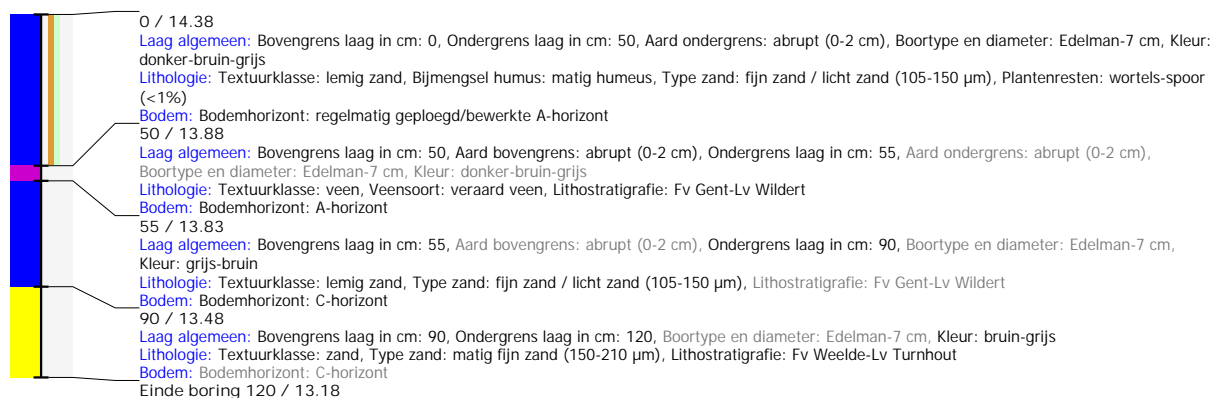 0 / 14.38
Laag algemeen: Bovengrens laag in cm: 0, Ondergrens laag in cm: 50, Aard ondergrens: abrupt (0-2 cm), Boortype en diameter: Edelman-7 cm, Kleur:
donker-bruin-grijs
Lithologie: Textuurklasse: lemig zand, Bijmengsel humus: matig humeus, Type zand: fijn zand / licht zand (105-150 µm), Plantenresten: wortels-spoor
(<1%)
Bodem: Bodemhorizont: regelmatig geploegd/bewerkte A-horizont
50 / 13.88
Laag algemeen: Bovengrens laag in cm: 50, Aard bovengrens: abrupt (0-2 cm), Ondergrens laag in cm: 55, Aard ondergrens: abrupt (0-2 cm),
Boortype en diameter: Edelman-7 cm, Kleur: donker-bruin-grijs
Lithologie: Textuurklasse: veen, Veensoort: veraard veen, Lithostratigrafie: Fv Gent-Lv Wildert
Bodem: Bodemhorizont: A-horizont
55 / 13.83
Laag algemeen: Bovengrens laag in cm: 55, Aard bovengrens: abrupt (0-2 cm), Ondergrens laag in cm: 90, Boortype en diameter: Edelman-7 cm,
Kleur: grijs-bruin
Lithologie: Textuurklasse: lemig zand, Type zand: fijn zand / licht zand (105-150 µm), Lithostratigrafie: Fv Gent-Lv Wildert
Bodem: Bodemhorizont: C-horizont
90 / 13.48
Laag algemeen: Bovengrens laag in cm: 90, Ondergrens laag in cm: 120, Boortype en diameter: Edelman-7 cm, Kleur: bruin-grijs
Lithologie: Textuurklasse: zand, Type zand: matig fijn zand (150-210 µm), Lithostratigrafie: Fv Weelde-Lv Turnhout
Bodem: Bodemhorizont: C-horizont
Einde boring 120 / 13.18